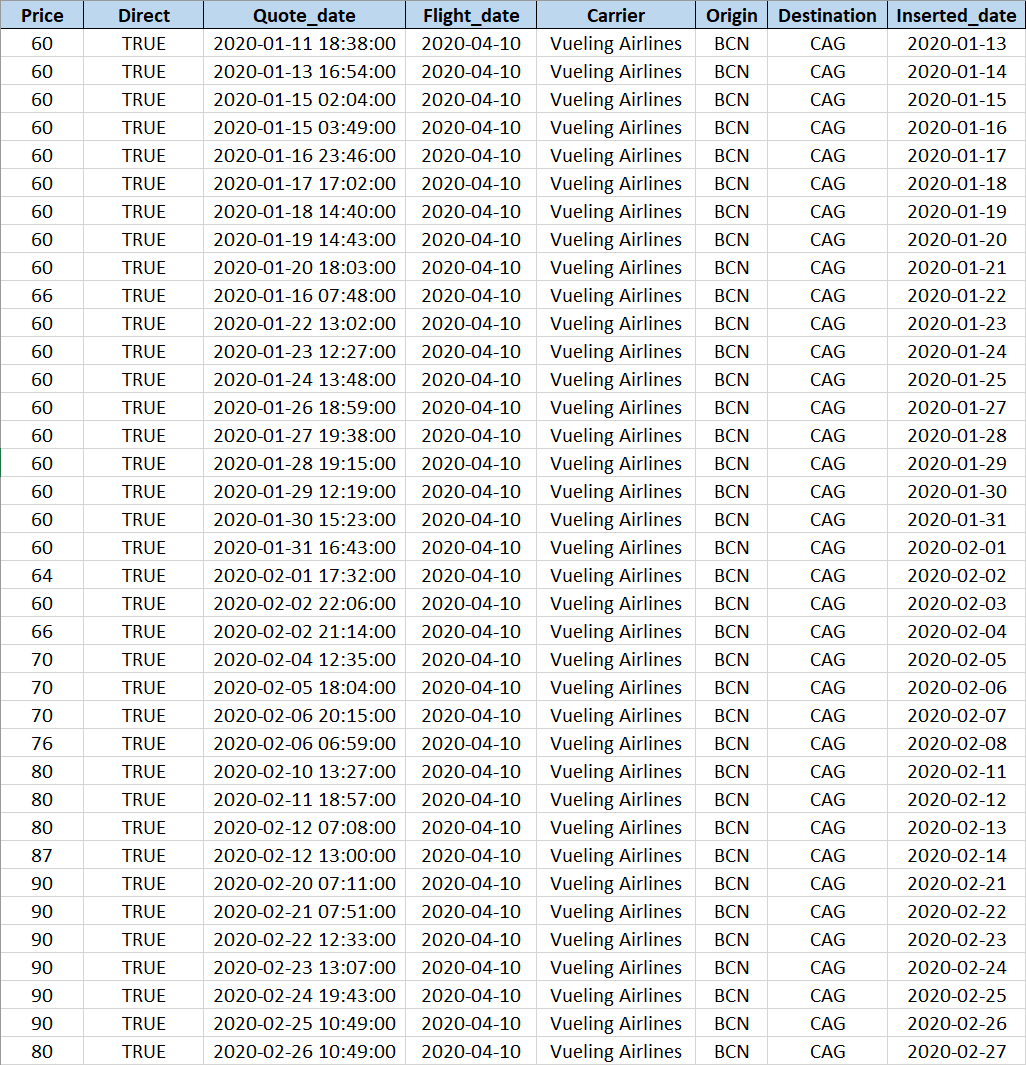 Price Direct Quote_date Flight_date Carrier Origin Destination Inserted_date
60 TRUE 2020-01-11 18:38:00 2020-04-10 Vueling Airlines BCN CAG 2020-01-13
60 TRUE 2020-01-13 16:54:00 2020-04-10 Vueling Airlines BCN CAG 2020-01-14
60 TRUE 2020-01-15 02:04:00 2020-04-10 Vueling Airlines BCN CAG 2020-01-15
60 TRUE 2020-01-15 03:49:00 2020-04-10 Vueling Airlines BCN CAG 2020-01-16
60 TRUE 2020-01-16 23:46:00 2020-04-10 Vueling Airlines BCN CAG 2020-01-17
60 TRUE 2020-01-17 17:02:00 2020-04-10 Vueling Airlines BCN CAG 2020-01-18
60 TRUE 2020-01-18 14:40:00 2020-04-10 Vueling Airlines BCN CAG 2020-01-19
60 TRUE 2020-01-19 14:43:00 2020-04-10 Vueling Airlines BCN CAG 2020-01-20
60 TRUE 2020-01-20 18:03:00 2020-04-10 Vueling Airlines BCN CAG 2020-01-21
66 TRUE 2020-01-16 07:48:00 2020-04-10 Vueling Airlines BCN CAG 2020-01-22
60 TRUE 2020-01-22 13:02:00 2020-04-10 Vueling Airlines BCN CAG 2020-01-23
60 TRUE 2020-01-23 12:27:00 2020-04-10 Vueling Airlines BCN CAG 2020-01-24
60 TRUE 2020-01-24 13:48:00 2020-04-10 Vueling Airlines BCN CAG 2020-01-25
60 TRUE 2020-01-26 18:59:00 2020-04-10 Vueling Airlines BCN CAG 2020-01-27
60 TRUE 2020-01-27 19:38:00 2020-04-10 Vueling Airlines BCN CAG 2020-01-28
60 TRUE 2020-01-28 19:15:00 2020-04-10 Vueling Airlines BCN CAG 2020-01-29
60 TRUE 2020-01-29 12:19:00 2020-04-10 Vueling Airlines BCN CAG 2020-01-30
60 TRUE 2020-01-30 15:23:00 2020-04-10 Vueling Airlines BCN CAG 2020-01-31
60 TRUE 2020-01-31 16:43:00 2020-04-10 Vueling Airlines BCN CAG 2020-02-01
64 TRUE 2020-02-01 17:32:00 2020-04-10 Vueling Airlines BCN CAG 2020-02-02
60 TRUE 2020-02-02 22:06:00 2020-04-10 Vueling Airlines BCN CAG 2020-02-03
66 TRUE 2020-02-02 21:14:00 2020-04-10 Vueling Airlines BCN CAG 2020-02-04
70 TRUE 2020-02-04 12:35:00 2020-04-10 Vueling Airlines BCN CAG 2020-02-05
70 TRUE 2020-02-05 18:04:00 2020-04-10 Vueling Airlines BCN CAG 2020-02-06
70 TRUE 2020-02-06 20:15:00 2020-04-10 Vueling Airlines BCN CAG 2020-02-07
76 TRUE 2020-02-06 06:59:00 2020-04-10 Vueling Airlines BCN CAG 2020-02-08
80 TRUE 2020-02-10 13:27:00 2020-04-10 Vueling Airlines BCN CAG 2020-02-11
80 TRUE 2020-02-11 18:57:00 2020-04-10 Vueling Airlines BCN CAG 2020-02-12
80 TRUE 2020-02-12 07:08:00 2020-04-10 Vueling Airlines BCN CAG 2020-02-13
87 TRUE 2020-02-12 13:00:00 2020-04-10 Vueling Airlines BCN CAG 2020-02-14
90 TRUE 2020-02-20 07:11:00 2020-04-10 Vueling Airlines BCN CAG 2020-02-21
90 TRUE 2020-02-21 07:51:00 2020-04-10 Vueling Airlines BCN CAG 2020-02-22
90 TRUE 2020-02-22 12:33:00 2020-04-10 Vueling Airlines BCN CAG 2020-02-23
90 TRUE 2020-02-23 13:07:00 2020-04-10 Vueling Airlines BCN CAG 2020-02-24
90 TRUE 2020-02-24 19:43:00 2020-04-10 Vueling Airlines BCN CAG 2020-02-25
90 TRUE 2020-02-25 10:49:00 2020-04-10 Vueling Airlines BCN CAG 2020-02-26
80 TRUE 2020-02-26 10:49:00 2020-04-10 Vueling Airlines BCN CAG 2020-02-27